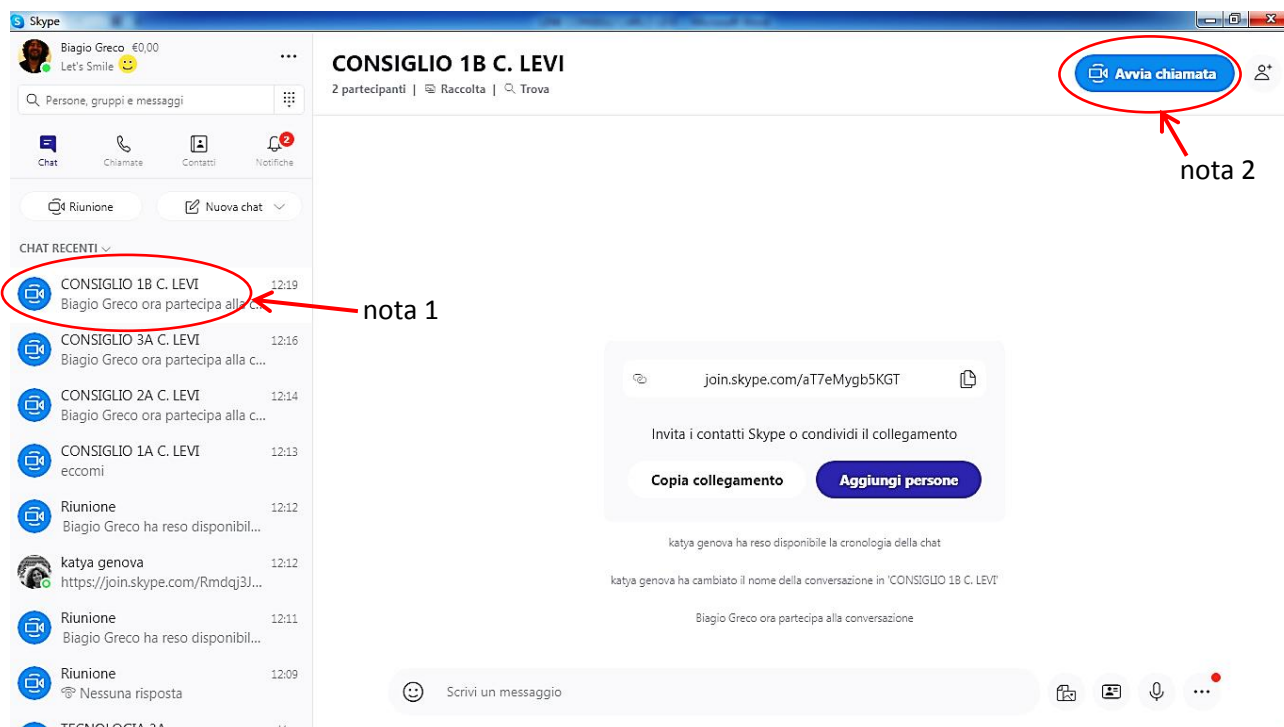 Skype
Biagio Greco €0,00
Let's Smile
Persone, gruppi e messaggi
Chat
Chiamate
Contatti
Notifiche
2
Riunione
Nuova chat
CHAT RECENTI
CONSIGLIO 1B C. LEVI 12:19
Biagio Greco ora partecipa alla c...
CONSIGLIO 3A C. LEVI 12:16
Biagio Greco ora partecipa alla c...
CONSIGLIO 2A C. LEVI 12:14
Biagio Greco ora partecipa alla c...
CONSIGLIO 1A C. LEVI 12:13
eccomi
Riunione 12:12
Biagio Greco ha reso disponibil...
katya genova 12:12
https://join.skype.com/Rmdqj3J...
Riunione 12:11
Biagio Greco ha reso disponibil...
Riunione 12:09
Nessuna risposta
CONSIGLIO 1B C. LEVI
2 partecipanti | Raccolta | Trova
Avvia chiamata
nota 2
nota 1
join.skype.com/aT7eMygb5KGT
Invita i contatti Skype o condividi il collegamento
Copia collegamento
Aggiungi persone
katya genova ha reso disponibile la cronologia della chat
katya genova ha cambiato il nome della conversazione in 'CONSIGLIO 1B C. LEVI'
Biagio Greco ora partecipa alla conversazione
Scrivi un messaggio